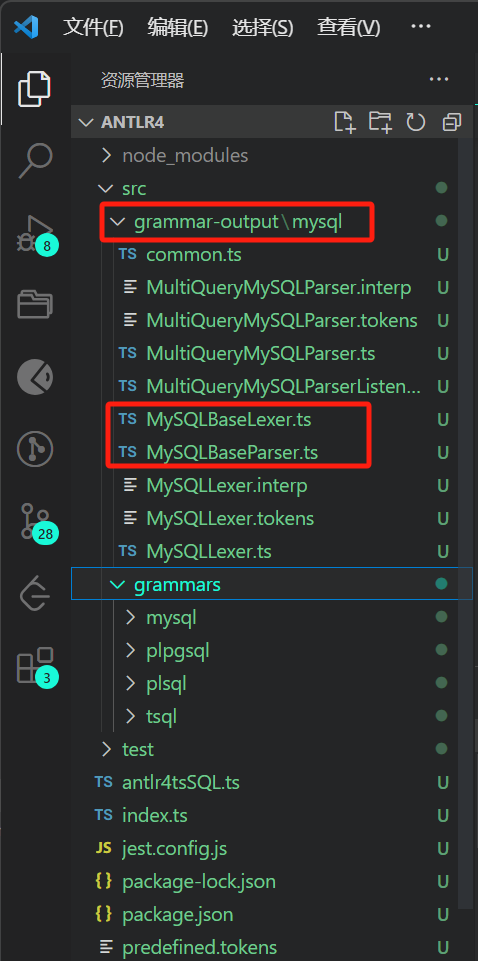 文件(F) 编辑(E) 选择(S) 查看(V) ···
资源管理器 ···
ANTLR4
node_modules
src
grammar-output\mysql
TS common.ts U
MultiQueryMySQLParser.interp U
MultiQueryMySQLParser.tokens U
TS MultiQueryMySQLParser.ts U
MultiQueryMySQLParserListen... U
TS MySQLBaseLexer.ts U
TS MySQLBaseParser.ts U
MySQLLexer.interp U
MySQLLexer.tokens U
TS MySQLLexer.ts U
grammars
mysql
plpgsql
plsql
tsql
test
TS antlr4tsSQL.ts U
TS index.ts U
JS jest.config.js U
{} package-lock.json U
{} package.json U
predefined.tokens U
8
28
3